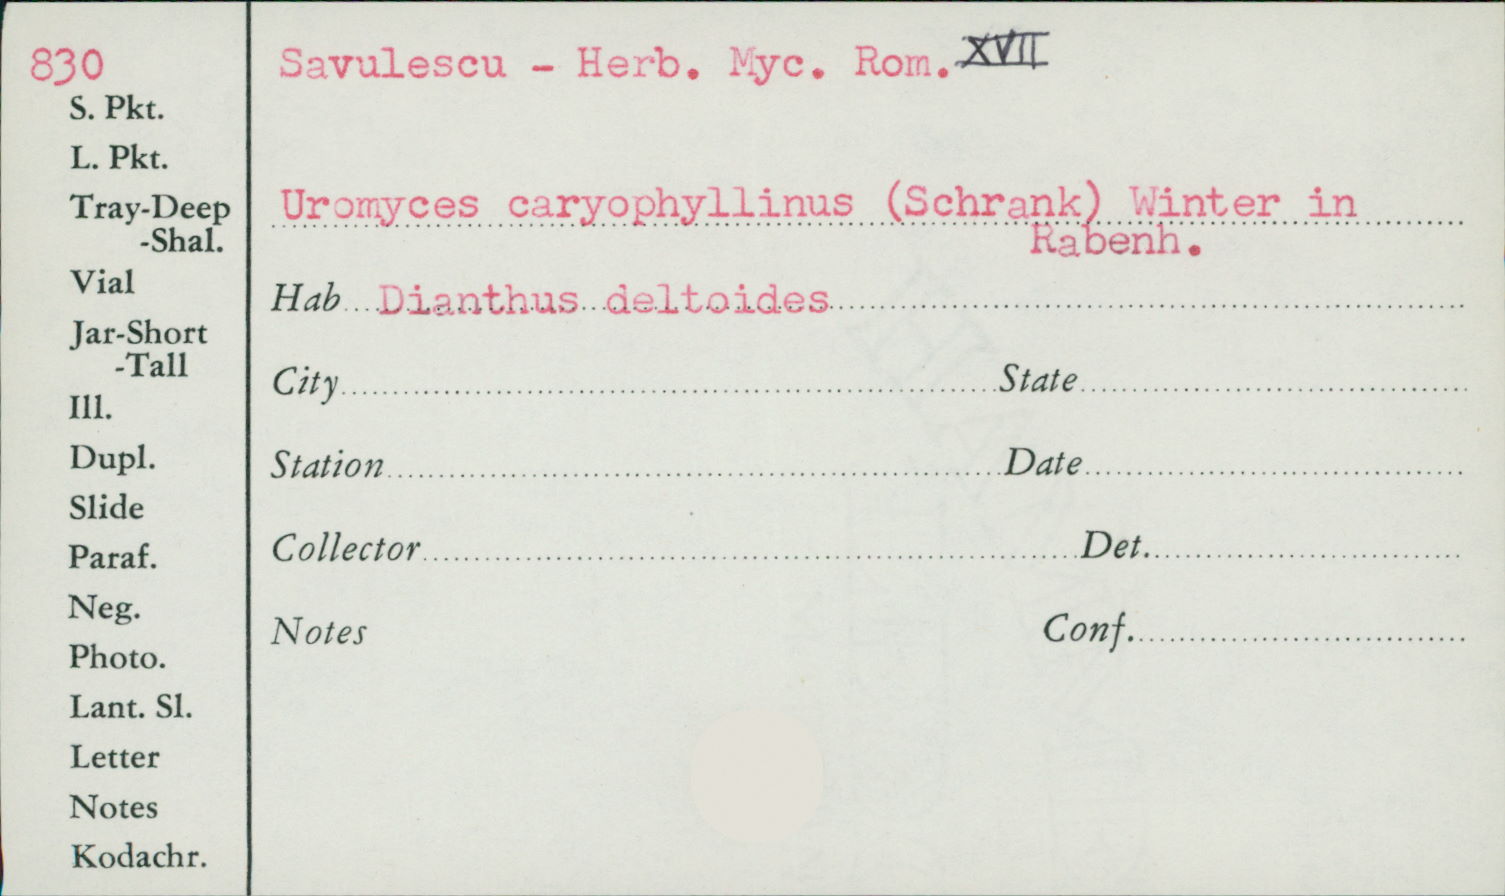 830
Savulescu - Herb. Myc. Rom. XVII
S. Pkt.
L. Pkt.
Tray-Deep
-Shal.
Vial
Jar-Short
-Tall
Ill.
Dupl.
Slide
Paraf.
Neg.
Photo.
Lant. Sl.
Letter
Notes
Kodachr.
Uromyces caryophyllinus (Schrank) Winter in
Rabenh.
Hab Dianthus deltoides
City State
Station Date
Collector Det.
Notes Conf.